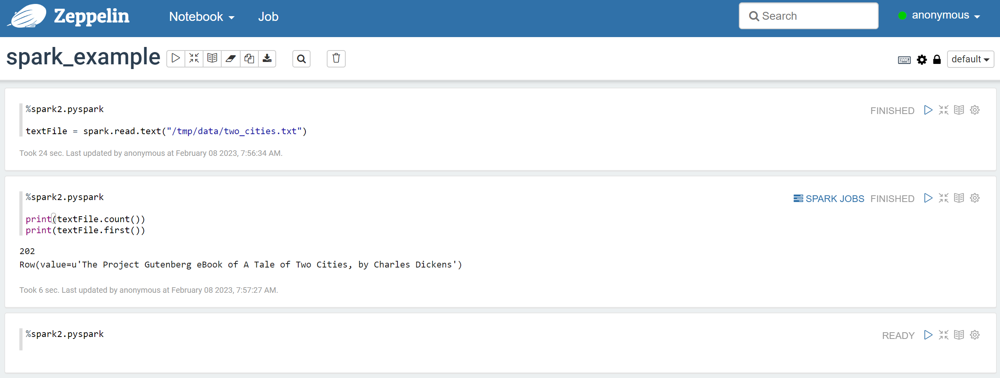 Zeppelin Notebook Job Search anonymous
spark_example default
%spark2.pyspark FINISHED
textFile = spark.read.text("/tmp/data/two_cities.txt")
Took 24 sec. Last updated by anonymous at February 08 2023, 7:56:34 AM.
%spark2.pyspark SPARK JOBS FINISHED
print(textFile.count())
print(textFile.first())
202
Row(value=u'The Project Gutenberg eBook of A Tale of Two Cities, by Charles Dickens')
Took 6 sec. Last updated by anonymous at February 08 2023, 7:57:27 AM.
%spark2.pyspark READY